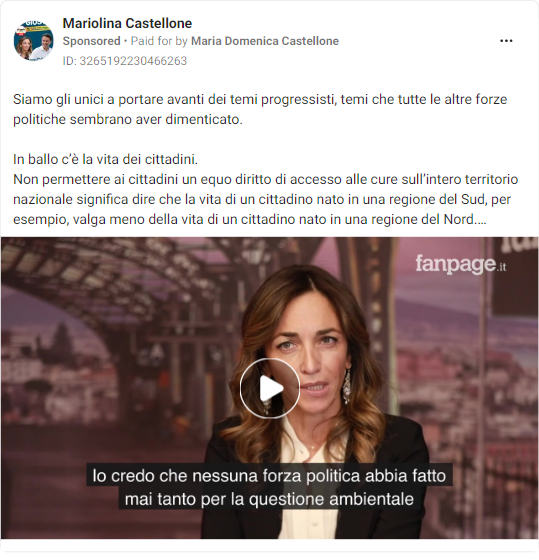 Mariolina Castellone
Sponsored • Paid for by Maria Domenica Castellone
ID: 3265192230466263
Siamo gli unici a portare avanti dei temi progressisti, temi che tutte le altre forze
politiche sembrano aver dimenticato.
In ballo c’è la vita dei cittadini.
Non permettere ai cittadini un equo diritto di accesso alle cure sull’intero territorio
nazionale significa dire che la vita di un cittadino nato in una regione del Sud, per
esempio, valga meno della vita di un cittadino nato in una regione del Nord....
fanpage.it
Io credo che nessuna forza politica abbia fatto
mai tanto per la questione ambientale